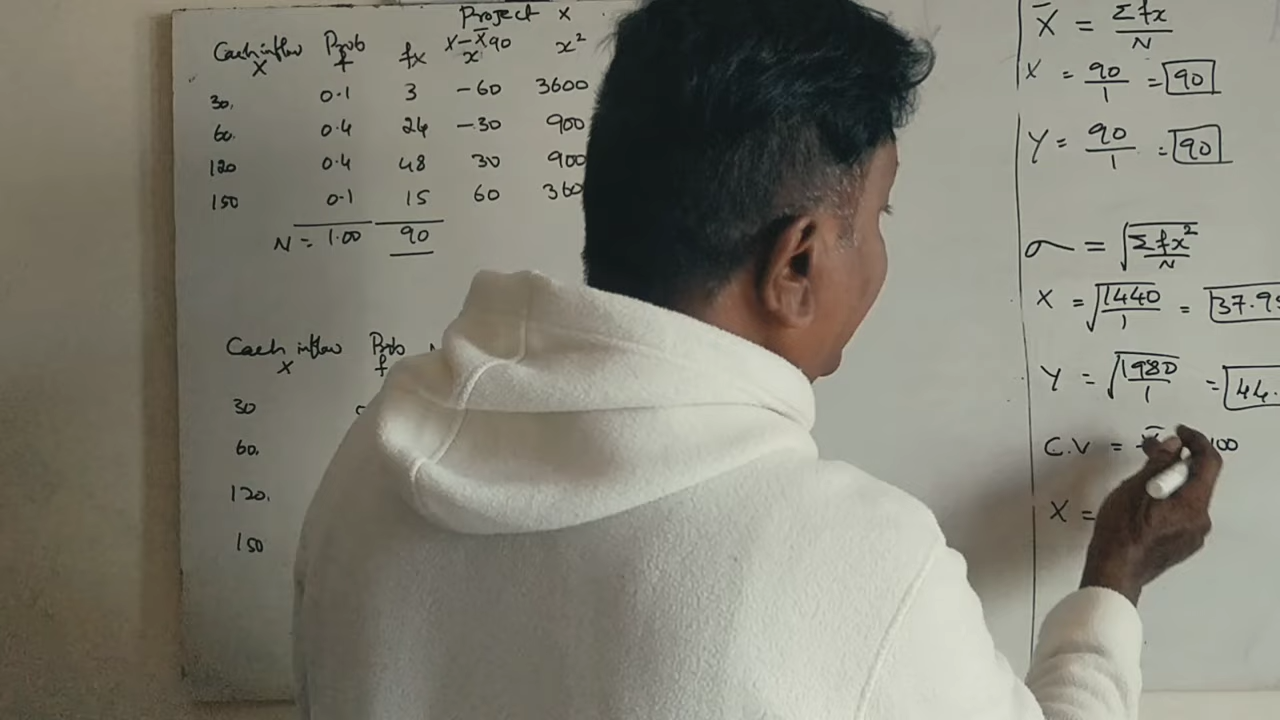 Project X
Cash inflow Prob X-X̄ 90
X f fx x x²
30. 0.1 3 -60 3600
60. 0.4 24 -30 900
120 0.4 48 30 900
150 0.1 15 60 360
N = 1.00 90
Cash inflow Prob
X f
30
60.
120.
150
X̄ = Σfx
N
X = 90 = 90
1
Y = 90 = 90
1
σ = √Σfx²
N
X = √1440 = 37.9
1
Y = √1980 = 44.
1
C.V = 100
X =